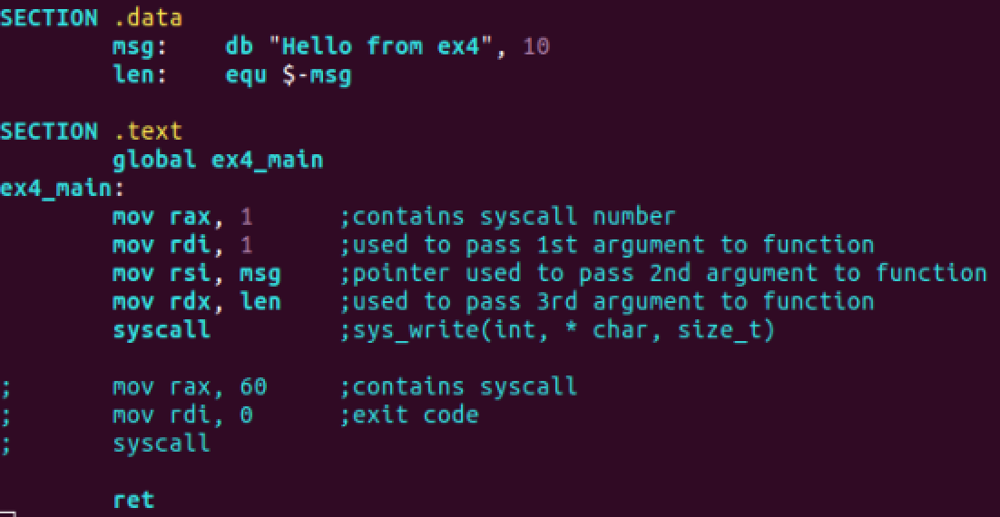 SECTION .data
        msg:    db "Hello from ex4", 10
        len:    equ $-msg

SECTION .text
        global ex4_main
ex4_main:
        mov rax, 1      ;contains syscall number
        mov rdi, 1      ;used to pass 1st argument to function
        mov rsi, msg    ;pointer used to pass 2nd argument to function
        mov rdx, len    ;used to pass 3rd argument to function
        syscall         ;sys_write(int, * char, size_t)

;       mov rax, 60     ;contains syscall
;       mov rdi, 0      ;exit code
;       syscall

        ret